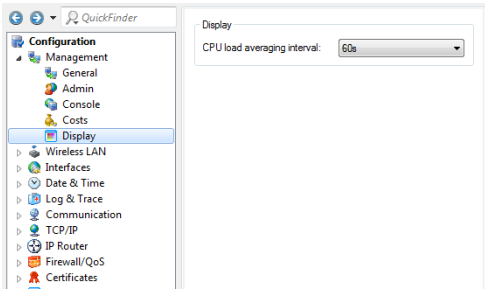 QuickFinder
Configuration
Management
General
Admin
Console
Costs
Display
Wireless LAN
Interfaces
Date & Time
Log & Trace
Communication
TCP/IP
IP Router
Firewall/QoS
Certificates
Display
CPU load averaging interval: 60s